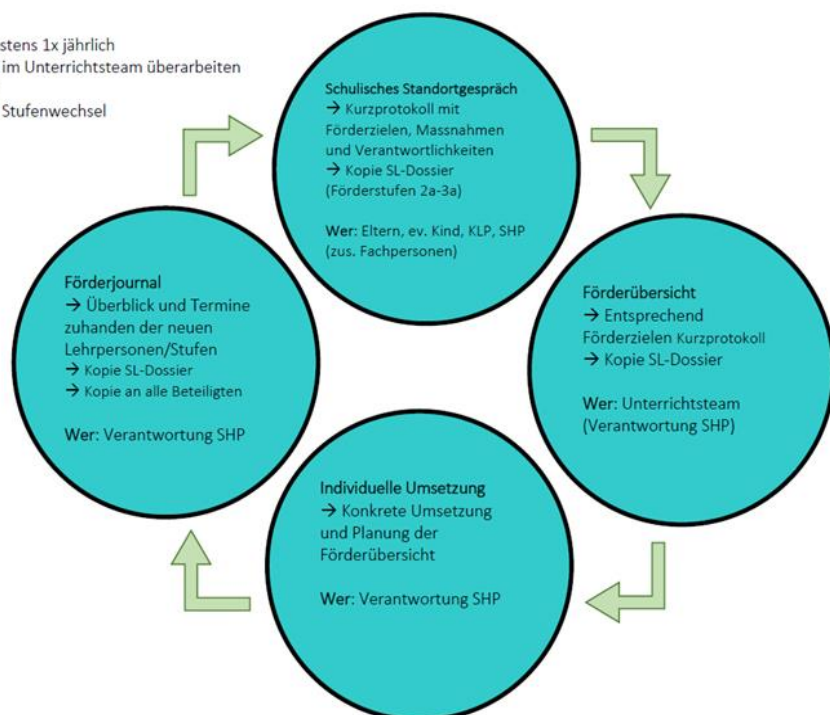 im Unterrichtsteam überarbeiten
1x jährlich
Stufenwechsel
Schulisches Standortgespräch
→ Kurzprotokoll mit
Förderzielen, Massnahmen
und Verantwortlichkeiten
→ Kopie SL-Dossier
(Förderstufen 2a-3a)
Wer: Eltern, ev. Kind, KLP, SHP
(zus. Fachpersonen)
Förderübersicht
→ Entsprechend
Förderzielen Kurzprotokoll
→ Kopie SL-Dossier
Wer: Unterrichtsteam
(Verantwortung SHP)
Individuelle Umsetzung
→ Konkrete Umsetzung
und Planung der
Förderübersicht
Wer: Verantwortung SHP
Förderjournal
→ Überblick und Termine
zuhanden der neuen
Lehrpersonen/Stufen
→ Kopie SL-Dossier
→ Kopie an alle Beteiligten
Wer: Verantwortung SHP